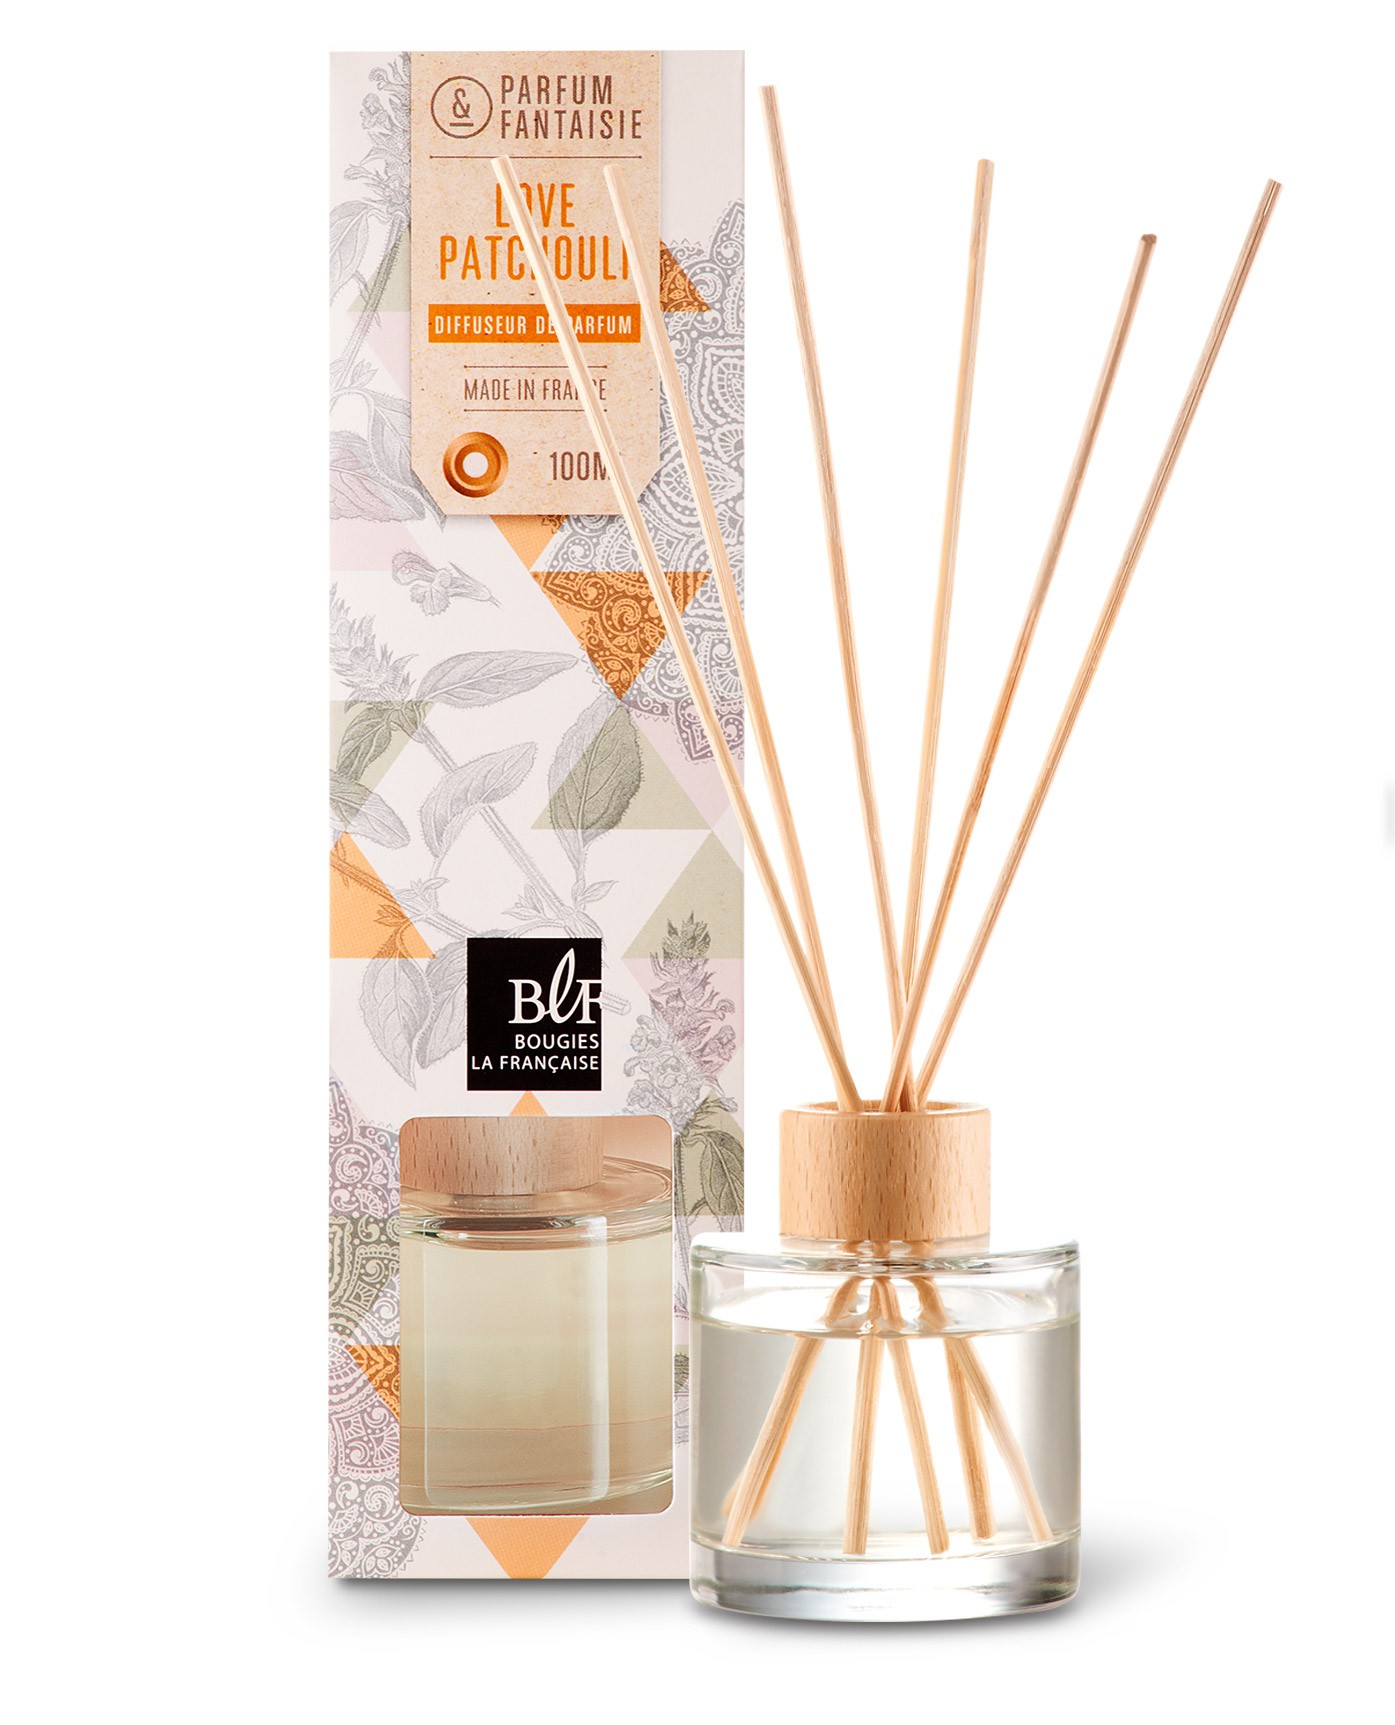 &
PARFUM
FANTAISIE
LOVE
PATCHOULI
DIFFUSEUR DE PARFUM
MADE IN FRANCE
100M
BlF
BOUGIES
LA FRANÇAISE